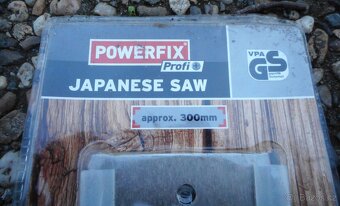 POWERFIX
Profi
VPA
GS
JAPANESE SAW
approx. 300mm